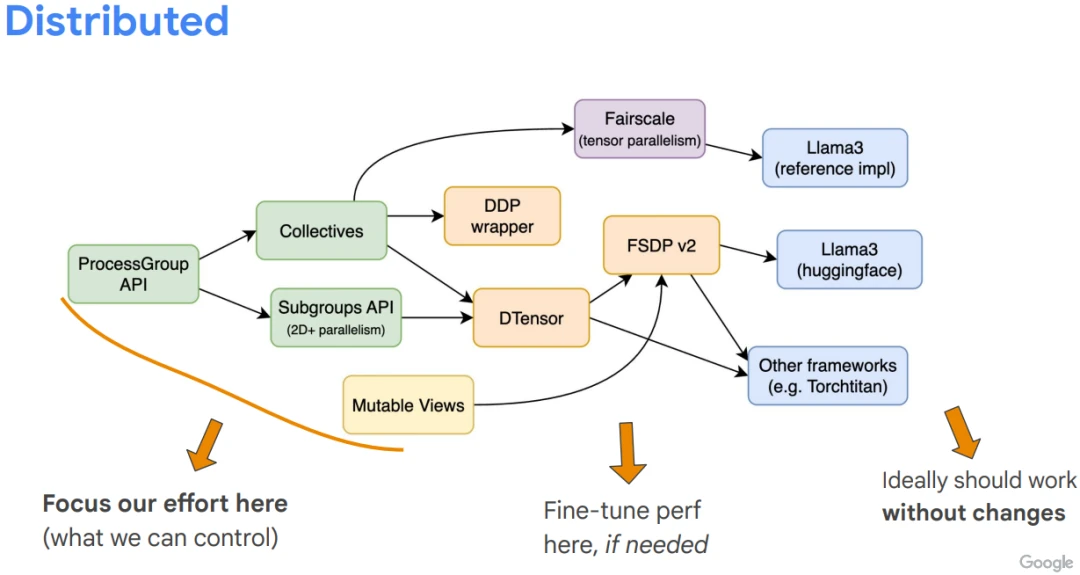 Distributed
Fairscale
(tensor parallelism)
Llama3
(reference impl)
Collectives
DDP
wrapper
FSDP v2
Llama3
(huggingface)
ProcessGroup
API
Subgroups API
(2D+ parallelism)
DTensor
Other frameworks
(e.g. Torchtitan)
Mutable Views
Focus our effort here
(what we can control)
Fine-tune perf
here, if needed
Ideally should work
without changes
Google